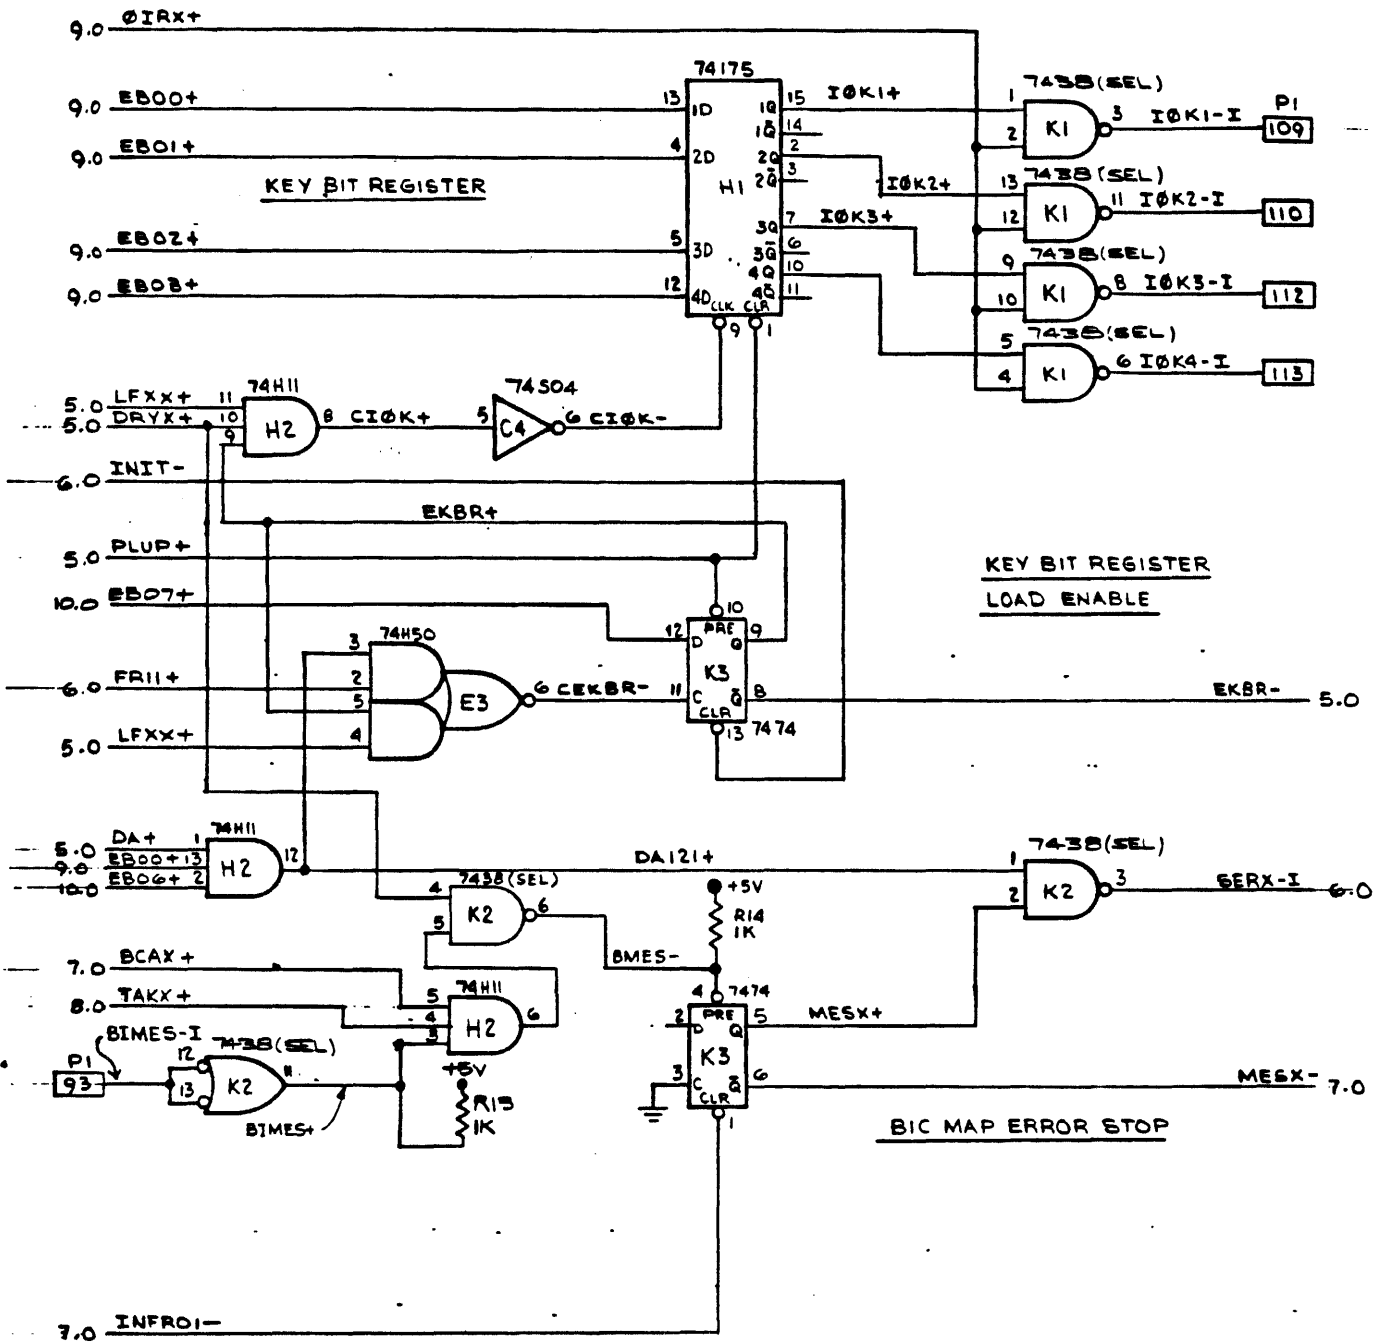 9.0 ØIRX+
74175
9.0 EB00+ 13 1D 1Q 15 IØK1+ 1 7438(SEL) K1 3 IØK1-I P1 109
1Q̅ 14 2
9.0 EB01+ 4 2D 2Q 2 IØK2+ 13 7438(SEL) K1 11 IØK2-I 110
KEY BIT REGISTER
H1 2Q̅ 3 12
9.0 EB02+ 5 3D 3Q 7 IØK3+ 9 7438(SEL) K1 8 IØK3-I 112
3Q̅ 6 10
9.0 EB03+ 12 4D 4Q 10 5 7438(SEL) K1 6 IØK4-I 113
4Q̅ 11 4
CLK CLR
9 1
74H11 74S04
5.0 LFXX+ 11
5.0 DRYX+ 10 H2 8 CIØK+ 5 C4 6 CIØK-
9
6.0 INIT-
EKBR+
5.0 PLUP+
KEY BIT REGISTER
LOAD ENABLE
10.0 EB07+ 12 D PRE 10 Q 9
74H50 K3
3
6.0 FR11+ 2 E3 6 CEKBR- 11 C Q̅ 8 EKBR- 5.0
5 CLR 7474
5.0 LFXX+ 4 13
74H11
5.0 DA+ 1
9.0 EB00+ 13 H2 12 DA121+ 1 7438(SEL)
10.0 EB06+ 2 K2 3 SERX-I 6.0
2
7438(SEL)
4 K2 6
5
+5V
R14
1K
BMES-
7.0 BCAX+ 74H11 5
8.0 TAKX+ 4 H2 6
3
4 7474
2 D PRE Q 5 MESX+
K3
3 C Q̅ 6 MESX- 7.0
CLR
1
BIMES-I
P1 93 12 7438(SEL)
13 K2 11
+5V
R15
1K
BIMES+
BIC MAP ERROR STOP
7.0 INFR01-